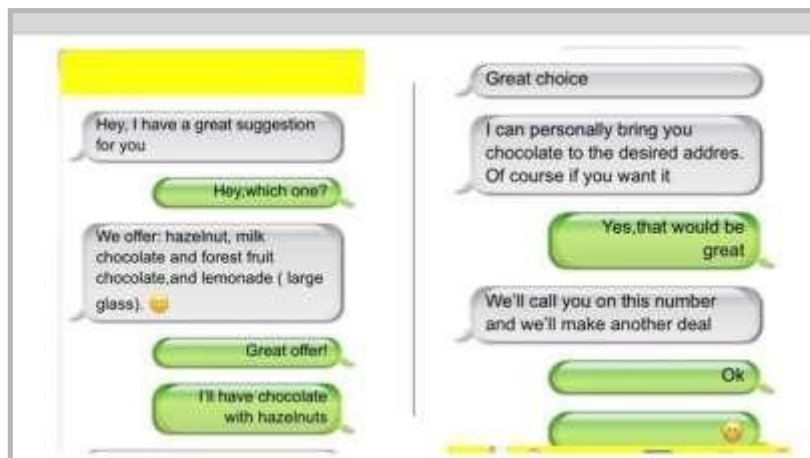 Hey, I have a great suggestion
for you
Hey,which one?
We offer: hazelnut, milk
chocolate and forest fruit
chocolate,and lemonade ( large
glass). 😊
Great offer!
I'll have chocolate
with hazelnuts
Great choice
I can personally bring you
chocolate to the desired addres.
Of course if you want it
Yes,that would be
great
We'll call you on this number
and we'll make another deal
Ok
😊